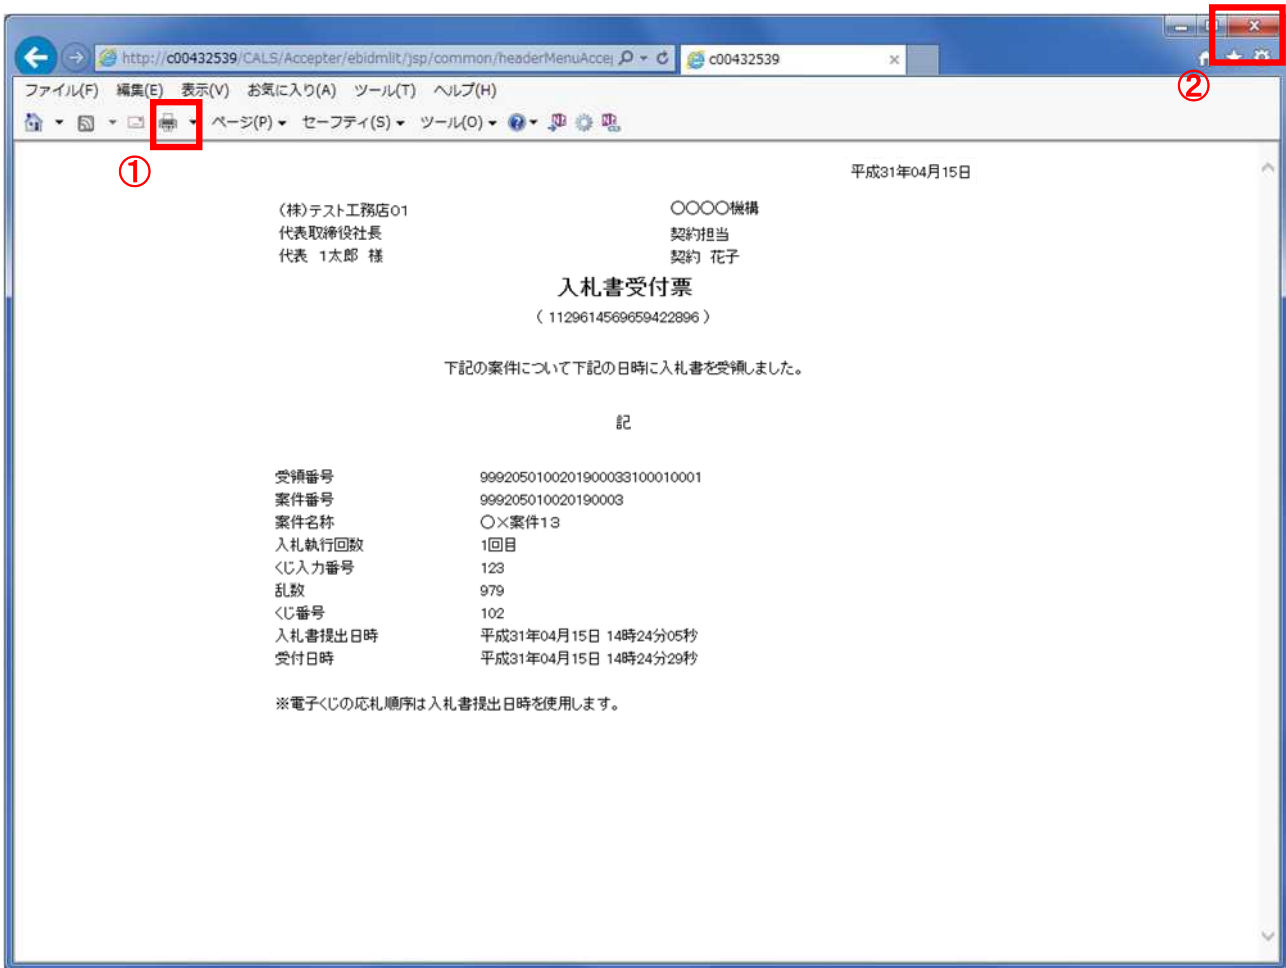 http://c00432539/CALS/Accepter/ebidmlit/jsp/common/headerMenuAccep
c00432539
ファイル(F) 編集(E) 表示(V) お気に入り(A) ツール(T) ヘルプ(H)
②
ページ(P) セーフティ(S) ツール(O)
①
平成31年04月15日
(株)テスト工務店01
〇〇〇〇機構
代表取締役社長
契約担当
代表 1太郎 様
契約 花子
入札書受付票
( 1129614569659422896 )
下記の案件について下記の日時に入札書を受領しました。
記
受領番号 9992050100201900033100010001
案件番号 999205010020190003
案件名称 〇×案件13
入札執行回数 1回目
くじ入力番号 123
乱数 979
くじ番号 102
入札書提出日時 平成31年04月15日 14時24分05秒
受付日時 平成31年04月15日 14時24分29秒
※電子くじの応札順序は入札書提出日時を使用します。